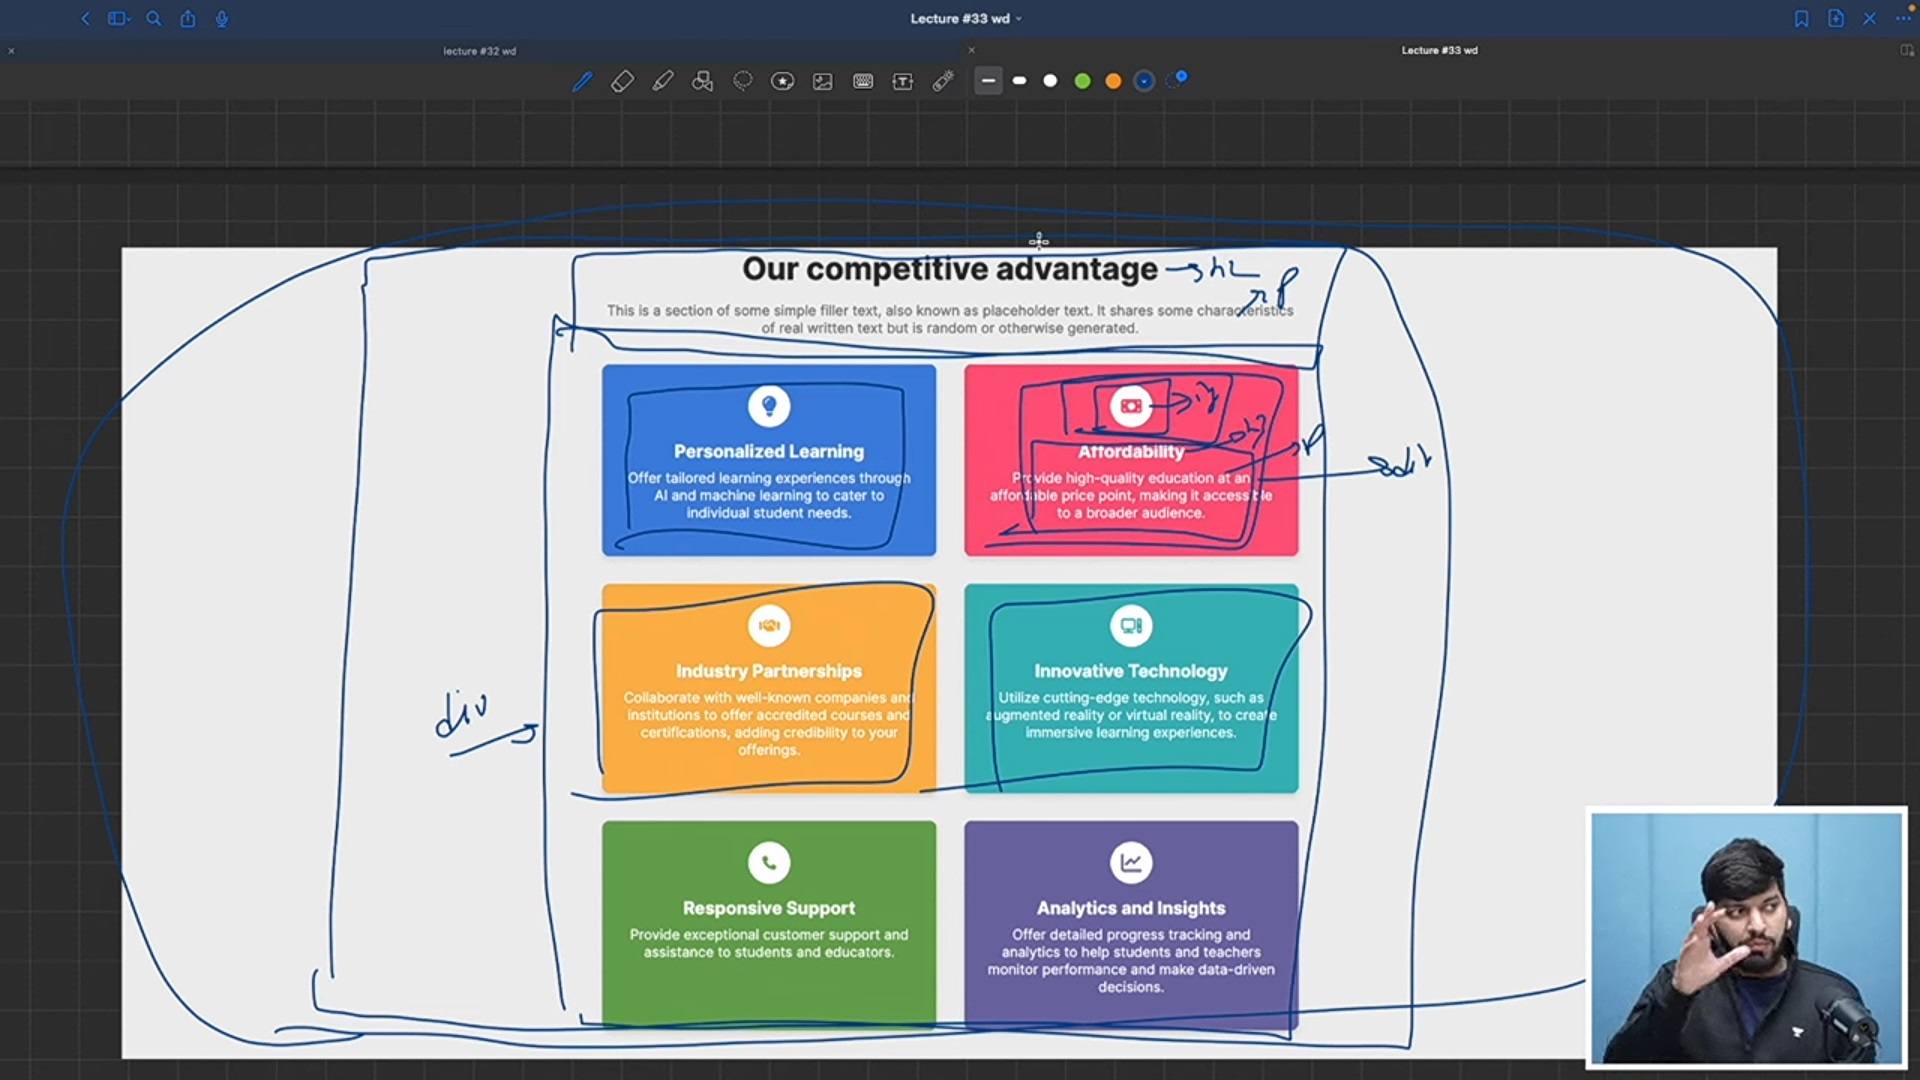 Lecture #33 wd
lecture #32 wd
Lecture #33 wd
Our competitive advantage
h2
p
This is a section of some simple filler text, also known as placeholder text. It shares some characteristics
of real written text but is random or otherwise generated.
Personalized Learning
Offer tailored learning experiences through
AI and machine learning to cater to
individual student needs.
Affordability
Provide high-quality education at an
affordable price point, making it accessible
to a broader audience.
p
Industry Partnerships
Collaborate with well-known companies and
institutions to offer accredited courses and
certifications, adding credibility to your
offerings.
Innovative Technology
Utilize cutting-edge technology, such as
augmented reality or virtual reality, to create
immersive learning experiences.
div
Responsive Support
Provide exceptional customer support and
assistance to students and educators.
Analytics and Insights
Offer detailed progress tracking and
analytics to help students and teachers
monitor performance and make data-driven
decisions.